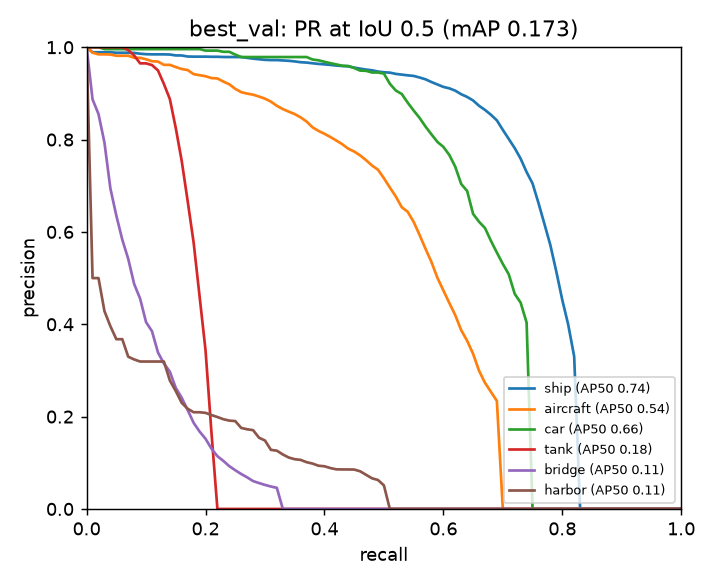 best_val: PR at IoU 0.5 (mAP 0.173)
precision
1.0
0.8
0.6
0.4
0.2
0.0
0.0 0.2 0.4 0.6 0.8 1.0
recall
ship (AP50 0.74)
aircraft (AP50 0.54)
car (AP50 0.66)
tank (AP50 0.18)
bridge (AP50 0.11)
harbor (AP50 0.11)